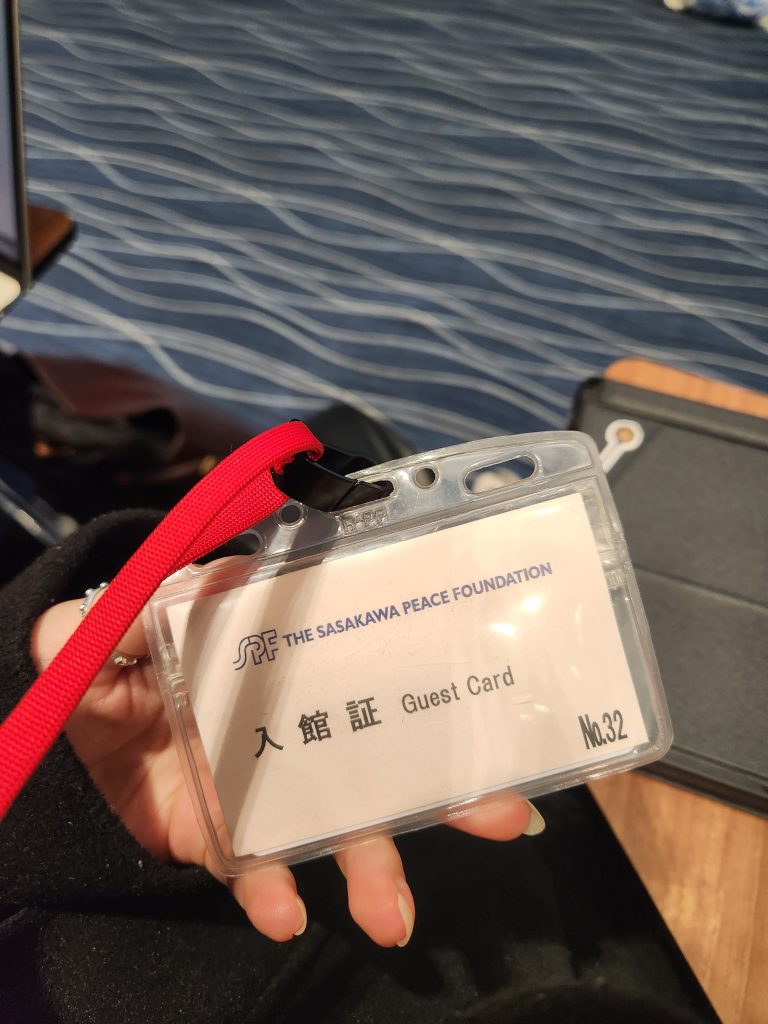 SPF THE SASAKAWA PEACE FOUNDATION
入館証 Guest Card
No.32